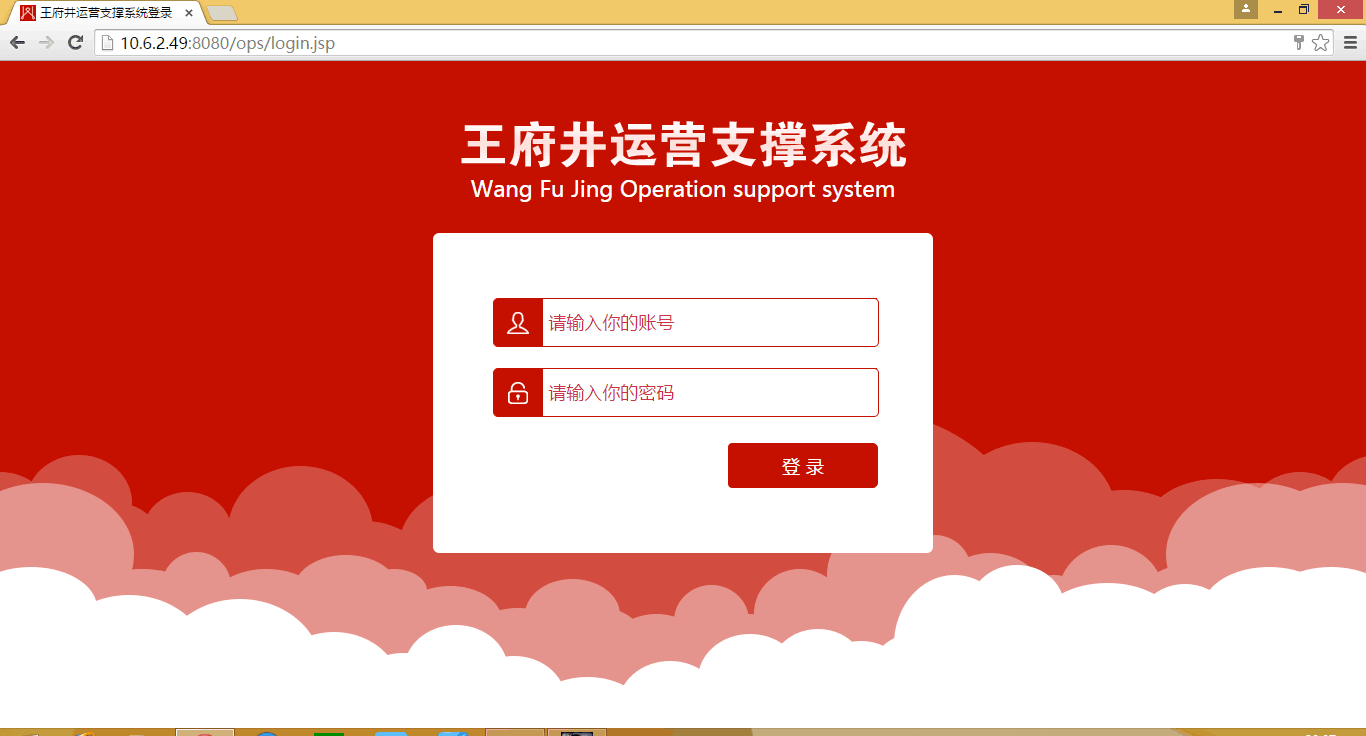 王府井运营支撑系统登录
10.6.2.49:8080/ops/login.jsp
王府井运营支撑系统
Wang Fu Jing Operation support system
请输入你的账号
请输入你的密码
登 录